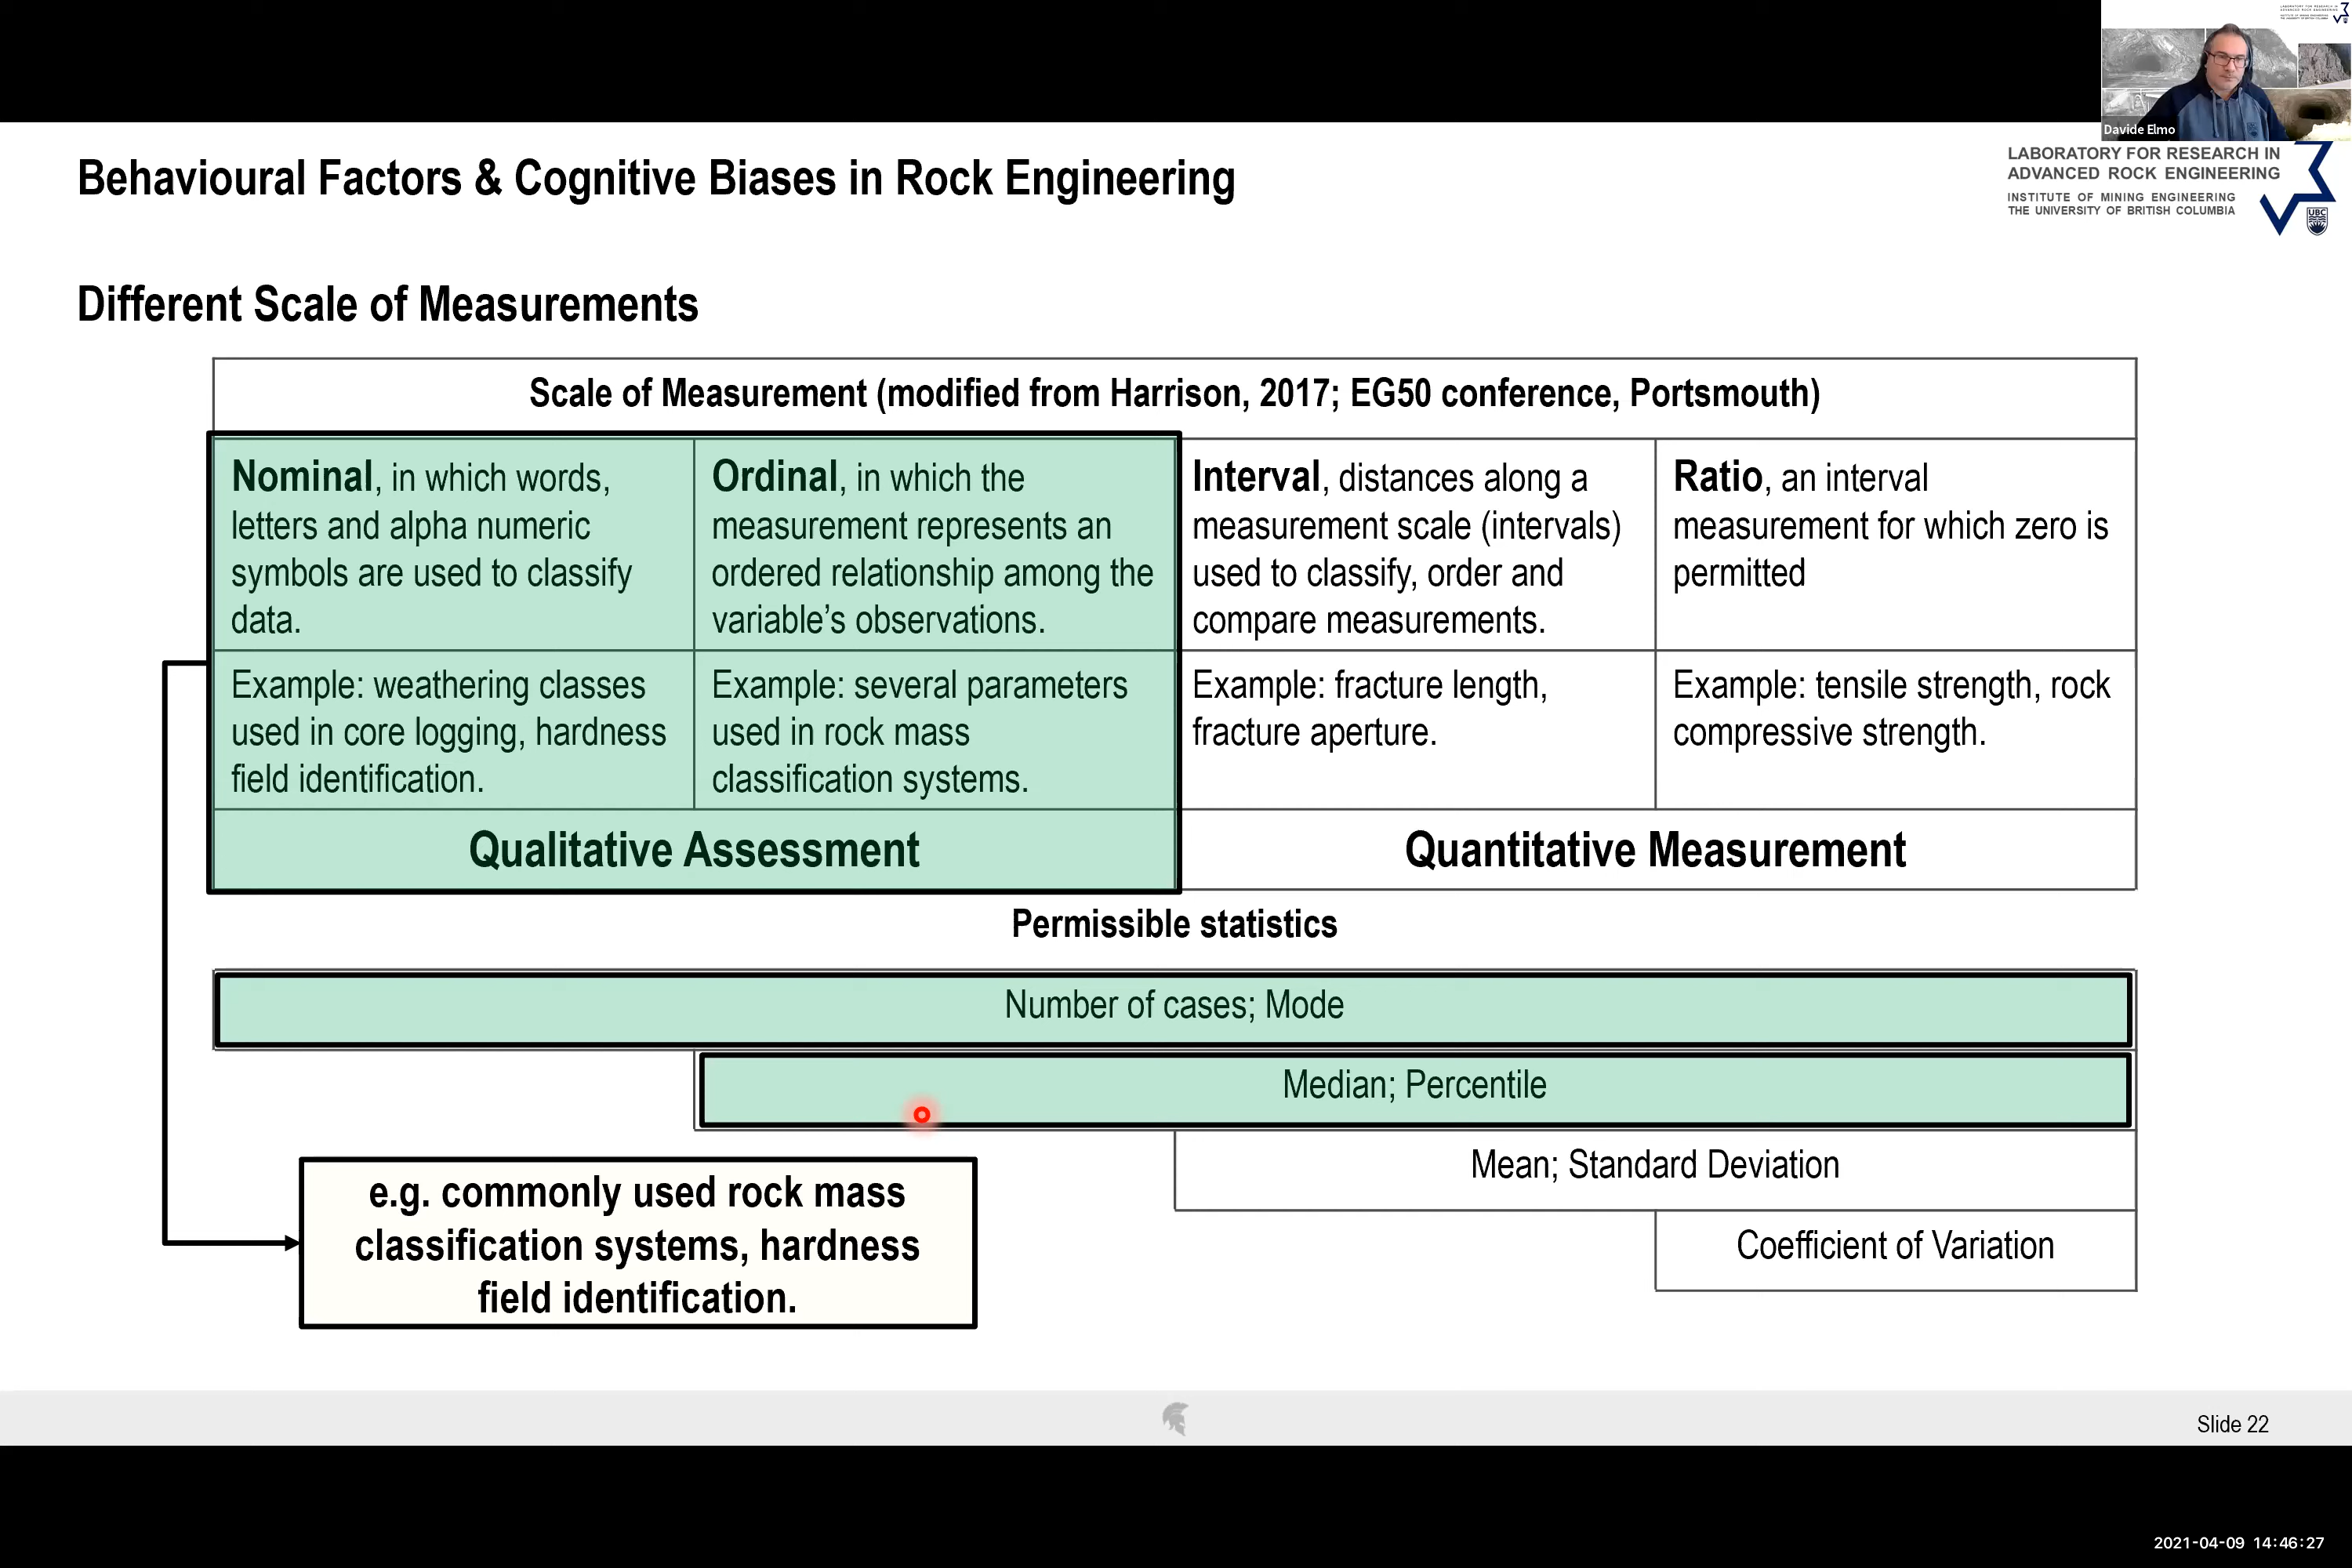 Davide Elmo
LABORATORY FOR RESEARCH IN
ADVANCED ROCK ENGINEERING
INSTITUTE OF MINING ENGINEERING
THE UNIVERSITY OF BRITISH COLUMBIA
UBC
Behavioural Factors & Cognitive Biases in Rock Engineering
Different Scale of Measurements
Scale of Measurement (modified from Harrison, 2017; EG50 conference, Portsmouth)
Nominal, in which words,
letters and alpha numeric
symbols are used to classify
data.
Ordinal, in which the
measurement represents an
ordered relationship among the
variable's observations.
Interval, distances along a
measurement scale (intervals)
used to classify, order and
compare measurements.
Ratio, an interval
measurement for which zero is
permitted
Example: weathering classes
used in core logging, hardness
field identification.
Example: several parameters
used in rock mass
classification systems.
Example: fracture length,
fracture aperture.
Example: tensile strength, rock
compressive strength.
Qualitative Assessment
Quantitative Measurement
Permissible statistics
Number of cases; Mode
Median; Percentile
Mean; Standard Deviation
Coefficient of Variation
e.g. commonly used rock mass
classification systems, hardness
field identification.
Slide 22
2021-04-09 14:46:27